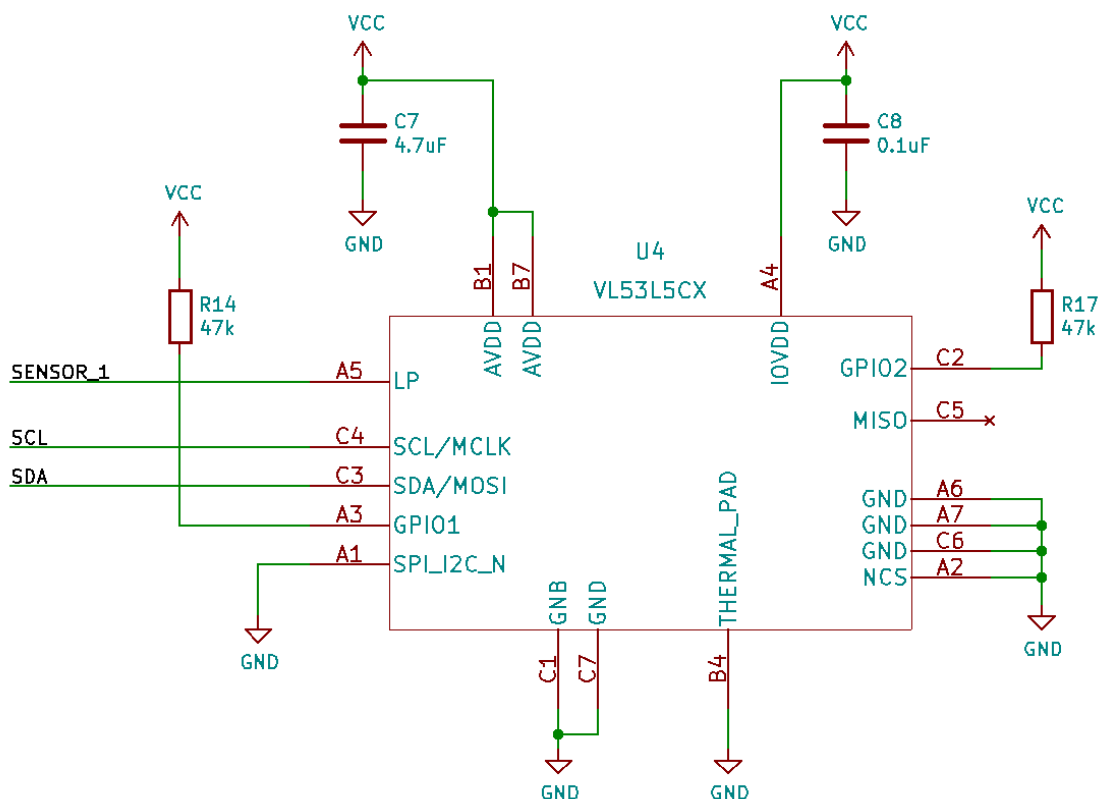 VCC
VCC
C7
4.7uF
C8
0.1uF
VCC
GND
GND
VCC
U4
VL53L5CX
B1
B7
A4
R14
47k
R17
47k
AVDD
AVDD
IOVDD
SENSOR_1
A5
LP
GPIO2
C2
MISO
C5
SCL
C4
SCL/MCLK
SDA
C3
SDA/MOSI
A3
GPIO1
A1
SPI_I2C_N
GND
A6
GND
A7
GND
C6
NCS
A2
GNB
GND
THERMAL_PAD
C1
C7
B4
GND
GND
GND
GND